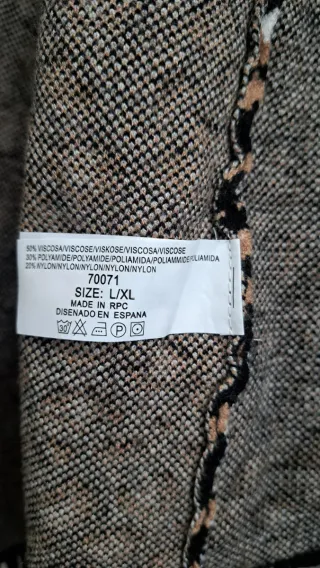 50% VISCOSA/VISCOSE/VISKOSE/VISCOSA/VISCOSE
30% POLYAMIDE/POLYAMIDE/POLIAMIDA/POLIAMMIDE/POLIAMIDA
20% NYLON/NYLON/NYLON/NYLON/NYLON
70071
SIZE: L/XL
MADE IN RPC
DISENADO EN ESPANA
30 P